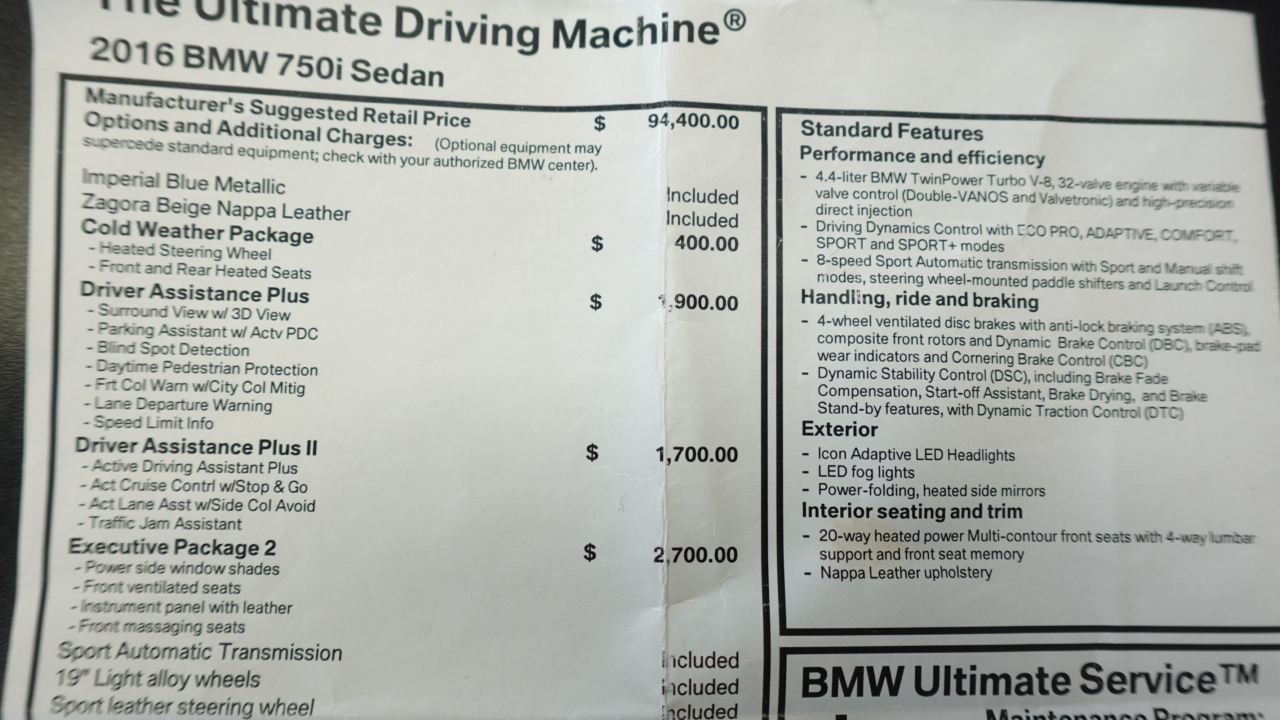 The Ultimate Driving Machine®
2016 BMW 750i Sedan
Manufacturer's Suggested Retail Price $ 94,400.00
Options and Additional Charges: (Optional equipment may
supercede standard equipment; check with your authorized BMW center).
Imperial Blue Metallic Included
Zagora Beige Nappa Leather Included
Cold Weather Package $ 400.00
- Heated Steering Wheel
- Front and Rear Heated Seats
Driver Assistance Plus $ 1,900.00
- Surround View w/ 3D View
- Parking Assistant w/ Actv PDC
- Blind Spot Detection
- Daytime Pedestrian Protection
- Frt Col Warn w/City Col Mitig
- Lane Departure Warning
- Speed Limit Info
Driver Assistance Plus II $ 1,700.00
- Active Driving Assistant Plus
- Act Cruise Contrl w/Stop & Go
- Act Lane Asst w/Side Col Avoid
- Traffic Jam Assistant
Executive Package 2 $ 2,700.00
- Power side window shades
- Front ventilated seats
- Instrument panel with leather
- Front massaging seats
Sport Automatic Transmission Included
19" Light alloy wheels Included
Sport leather steering wheel Included
Standard Features
Performance and efficiency
- 4.4-liter BMW TwinPower Turbo V-8, 32-valve engine with variable
valve control (Double-VANOS and Valvetronic) and high-precision
direct injection
- Driving Dynamics Control with ECO PRO, ADAPTIVE, COMFORT,
SPORT and SPORT+ modes
- 8-speed Sport Automatic transmission with Sport and Manual shift
modes, steering wheel-mounted paddle shifters and Launch Control
Handling, ride and braking
- 4-wheel ventilated disc brakes with anti-lock braking system (ABS),
composite front rotors and Dynamic Brake Control (DBC), brake-pad
wear indicators and Cornering Brake Control (CBC)
- Dynamic Stability Control (DSC), including Brake Fade
Compensation, Start-off Assistant, Brake Drying, and Brake
Stand-by features, with Dynamic Traction Control (DTC)
Exterior
- Icon Adaptive LED Headlights
- LED fog lights
- Power-folding, heated side mirrors
Interior seating and trim
- 20-way heated power Multi-contour front seats with 4-way lumbar
support and front seat memory
- Nappa Leather upholstery
BMW Ultimate Service™
Maintenance Program: